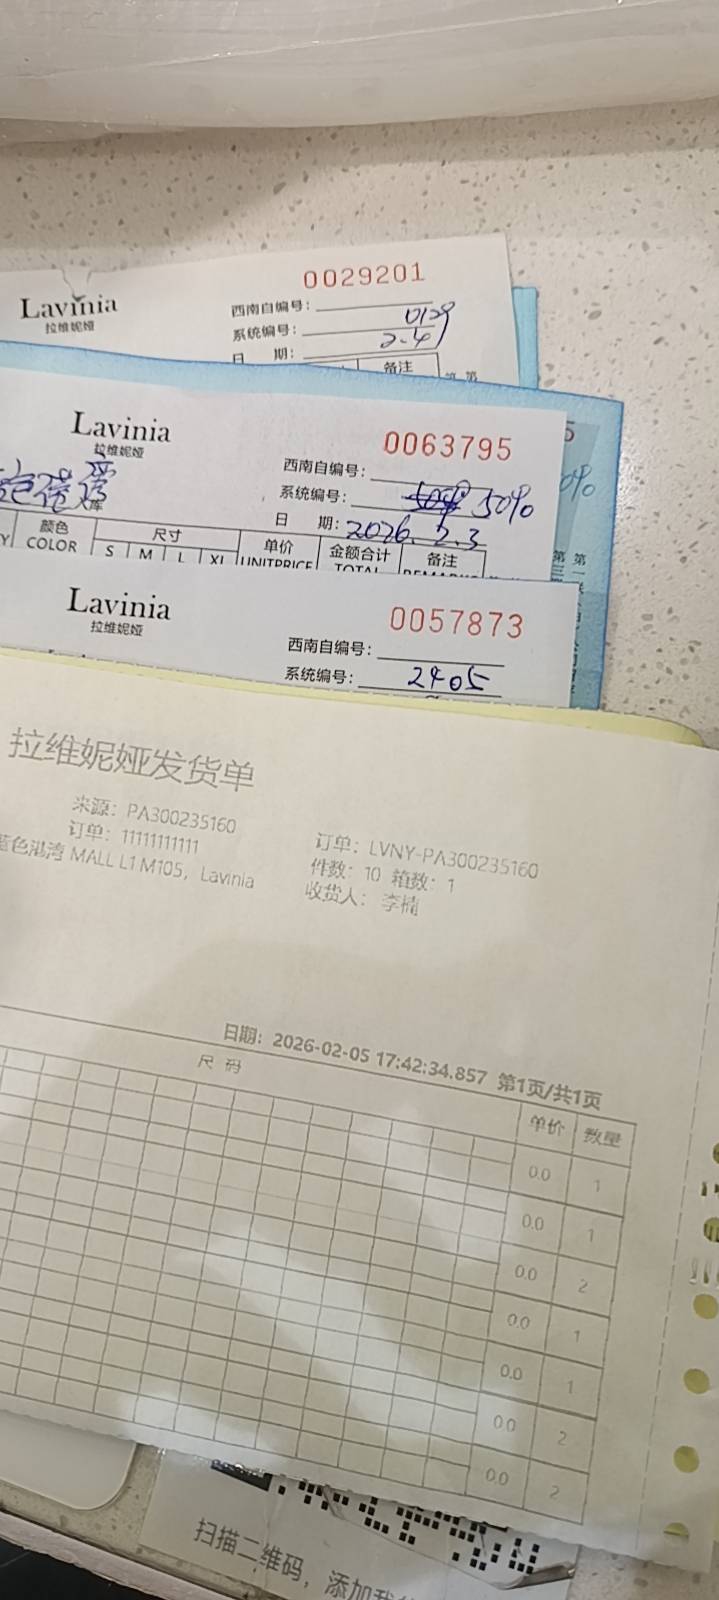 0029201
Lavinia
拉维妮娅
西南自编号：
系统编号： 0129
日 期： 2.4
备注
Lavinia
拉维妮娅
0063795
西南自编号：
系统编号： 5090
日 期：2026.2.3
颜色
COLOR
尺寸
S M L XL
单价
UNITPRICE
金额合计
TOTAL
备注
REMARKS
Lavinia
拉维妮娅
0057873
西南自编号：
系统编号： 2405
拉维妮娅发货单
来源：PA300235160
订单：11111111111
订单：LVNY-PA300235160
蓝色港湾 MALL L1 M105，Lavinia
件数：10 箱数：1
收货人：李楠
日期：2026-02-05 17:42:34.857 第1页/共1页
尺 码
单价 数量
0.0 1
0.0 1
0.0 2
0.0 1
0.0 1
0.0 2
0.0 2
扫描二维码，添加我